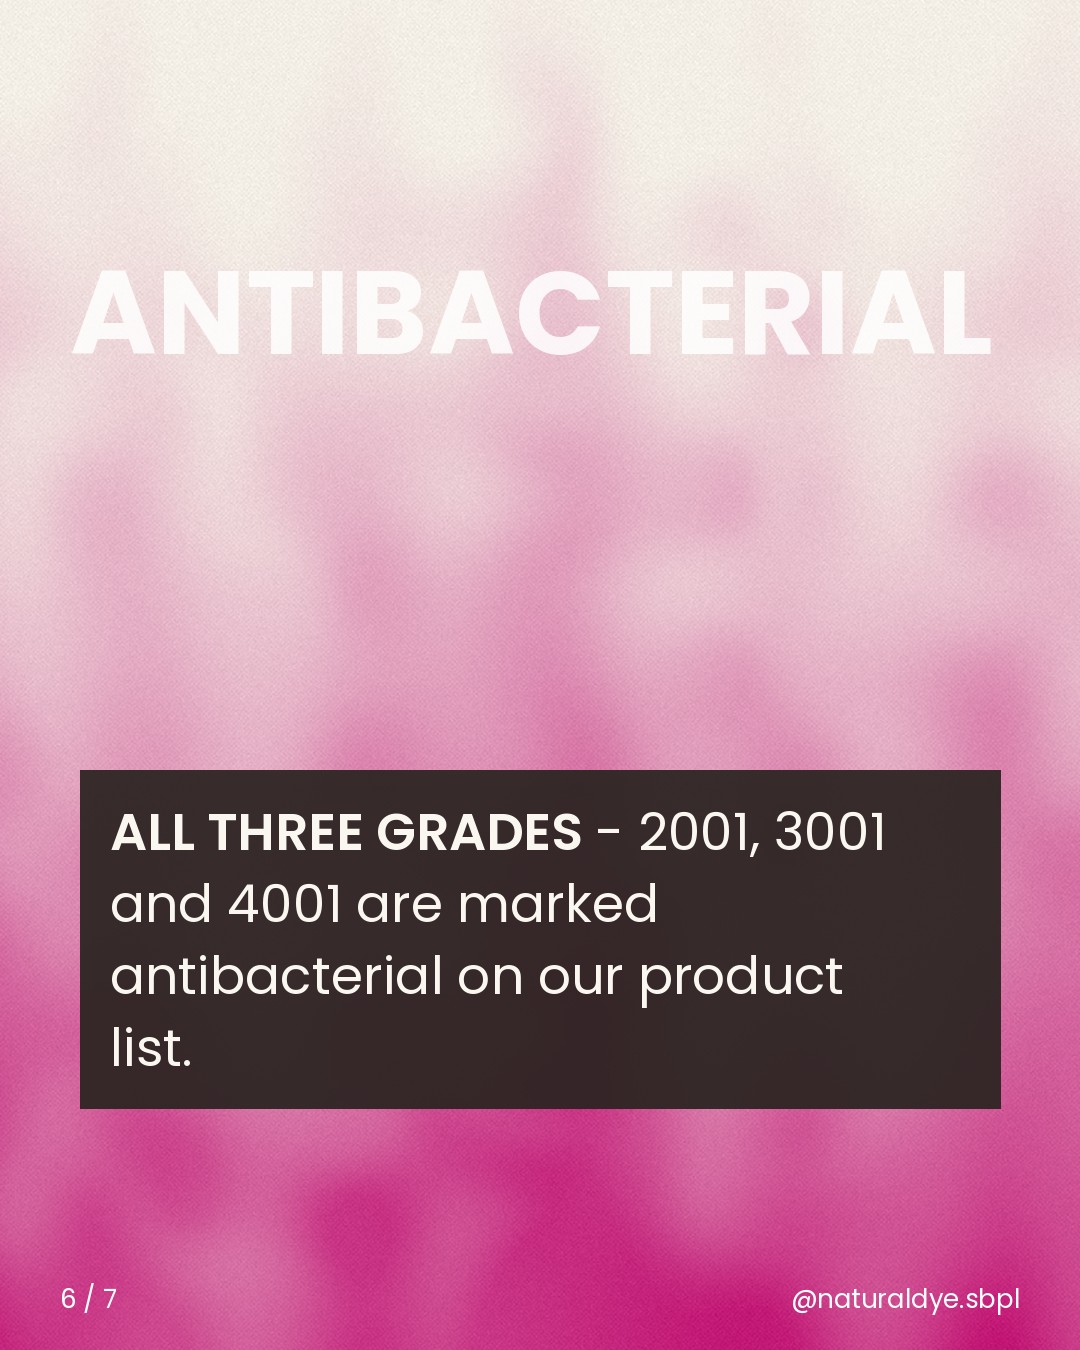 ANTIBACTERIAL
ALL THREE GRADES – 2001, 3001
and 4001 are marked
antibacterial on our product
list.
6 / 7
@naturaldye.sbpl